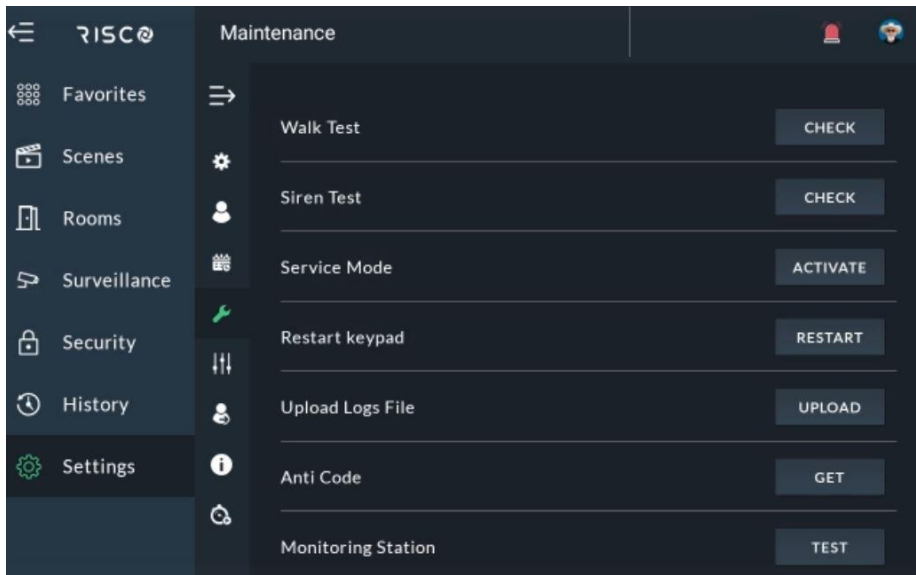 RISCO
Maintenance
Favorites
Scenes
Rooms
Surveillance
Security
History
Settings
Walk Test
CHECK
Siren Test
CHECK
Service Mode
ACTIVATE
Restart keypad
RESTART
Upload Logs File
UPLOAD
Anti Code
GET
Monitoring Station
TEST